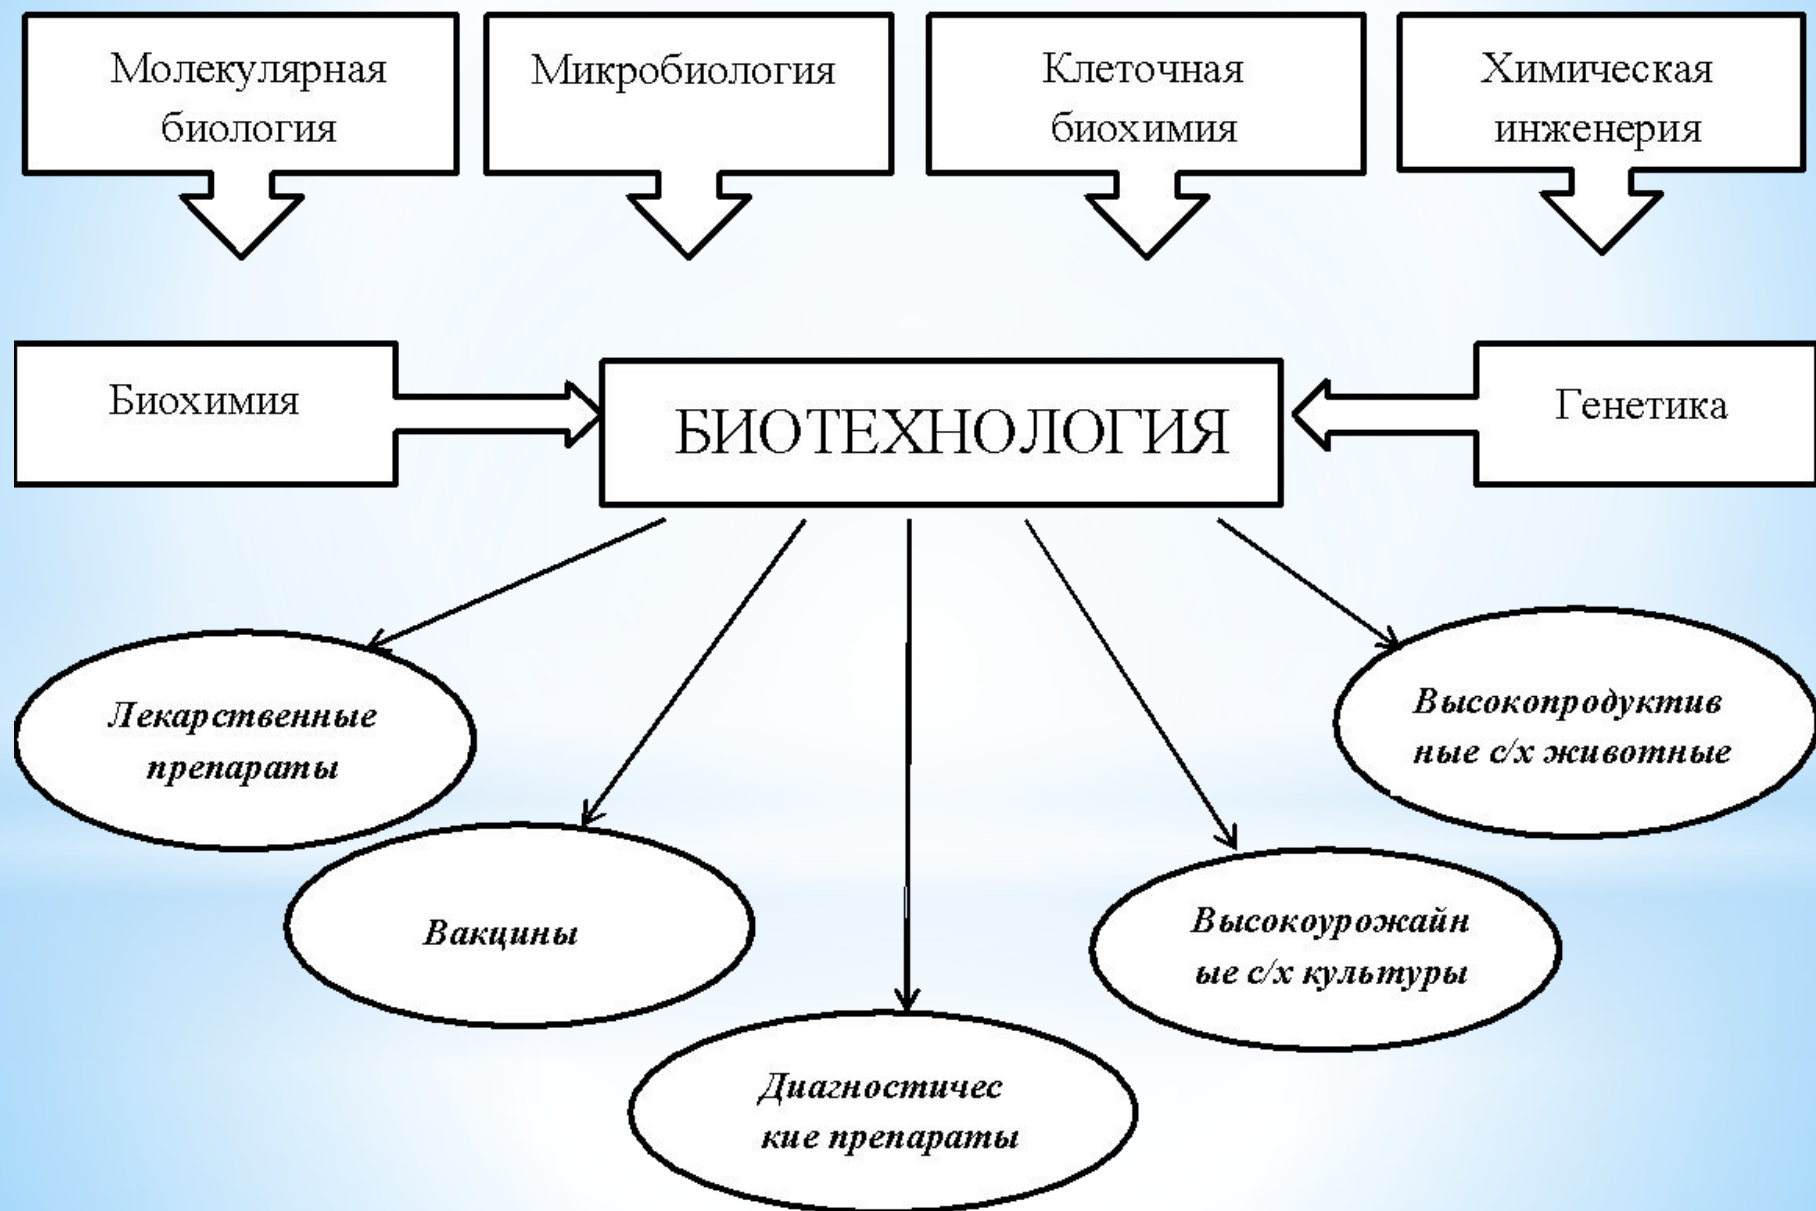 Молекулярная
биология
Микробиология
Клеточная
биохимия
Химическая
инженерия
Биохимия
БИОТЕХНОЛОГИЯ
Генетика
Лекарственные
препараты
Вакцины
Диагностичес
кие препараты
Высокоурожайн
ые с/х культуры
Высокопродуктив
ные с/х животные